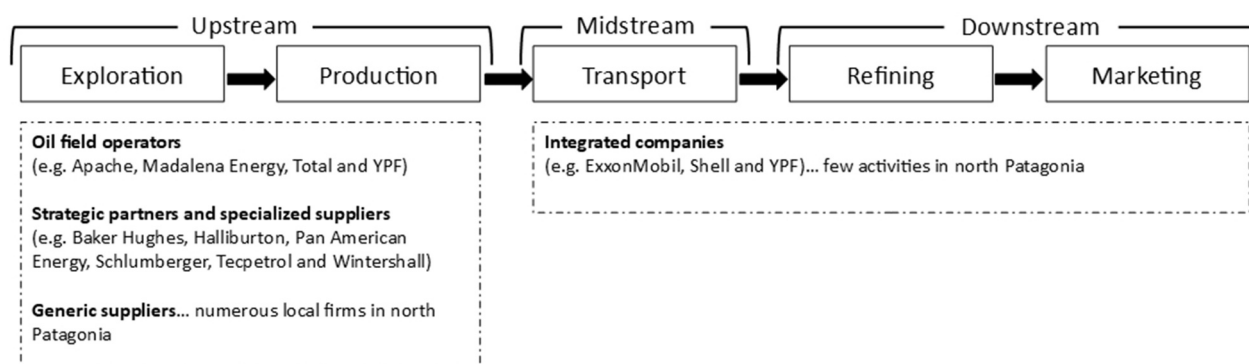 Upstream Midstream Downstream
Exploration Production Transport Refining Marketing
Oil field operators
(e.g. Apache, Madalena Energy, Total and YPF)
Strategic partners and specialized suppliers
(e.g. Baker Hughes, Halliburton, Pan American
Energy, Schlumberger, Tecpetrol and Wintershall)
Generic suppliers... numerous local firms in north
Patagonia
Integrated companies
(e.g. ExxonMobil, Shell and YPF)... few activities in north Patagonia